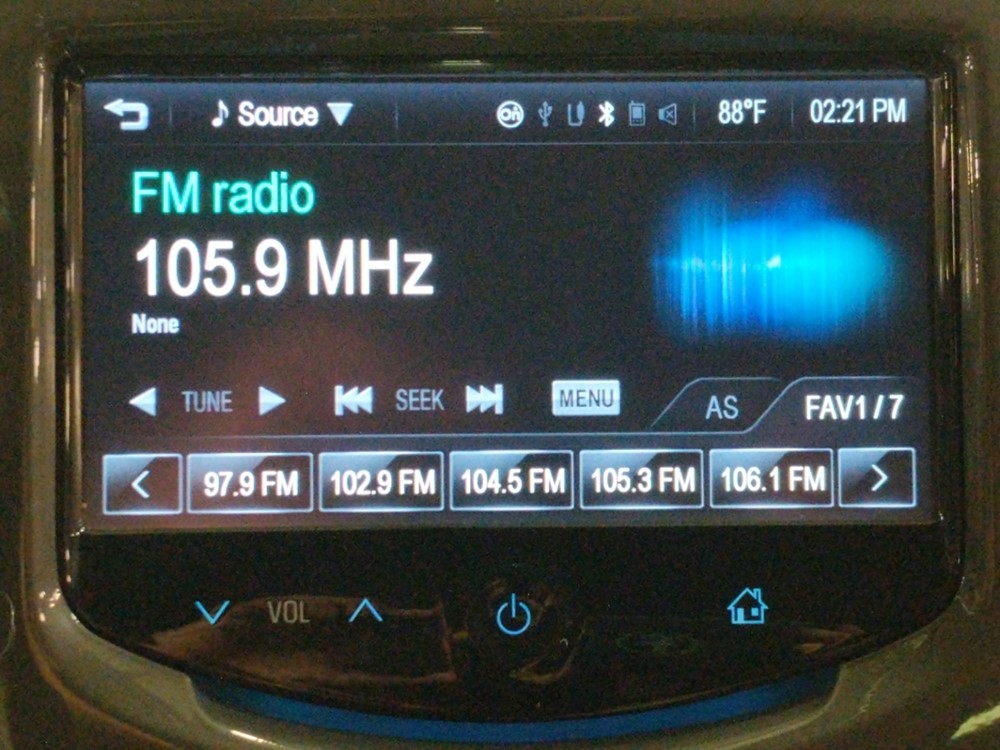 Source On 88°F 02:21 PM
FM radio
105.9 MHz
None
TUNE SEEK MENU AS FAV1 / 7
97.9 FM 102.9 FM 104.5 FM 105.3 FM 106.1 FM
VOL